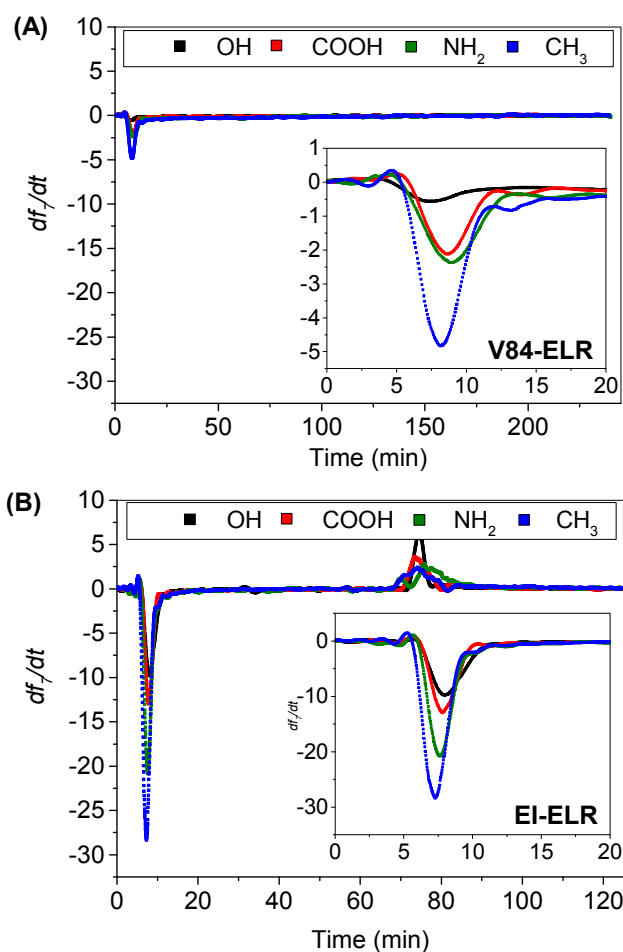 (A)
OH COOH NH₂ CH₃
10
5
0
-5
-10
-15
-20
-25
-30
df₇/dt
0 50 100 150 200
Time (min)
1
0
-1
-2
-3
-4
-5
0 5 10 15 20
V84-ELR
(B)
OH COOH NH₂ CH₃
10
5
0
-5
-10
-15
-20
-25
-30
df₇/dt
0 20 40 60 80 100 120
Time (min)
0
-10
-20
-30
df₇/dt
0 5 10 15 20
EI-ELR